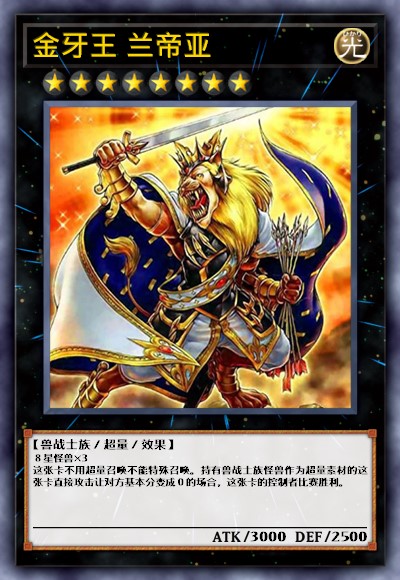 金牙王 兰帝亚
光
【兽战士族／超量／效果】
８星怪兽×3
这张卡不用超量召唤不能特殊召唤。持有兽战士族怪兽作为超量素材的这
张卡直接攻击让对方基本分变成０的场合，这张卡的控制者比赛胜利。
ATK/3000 DEF/2500